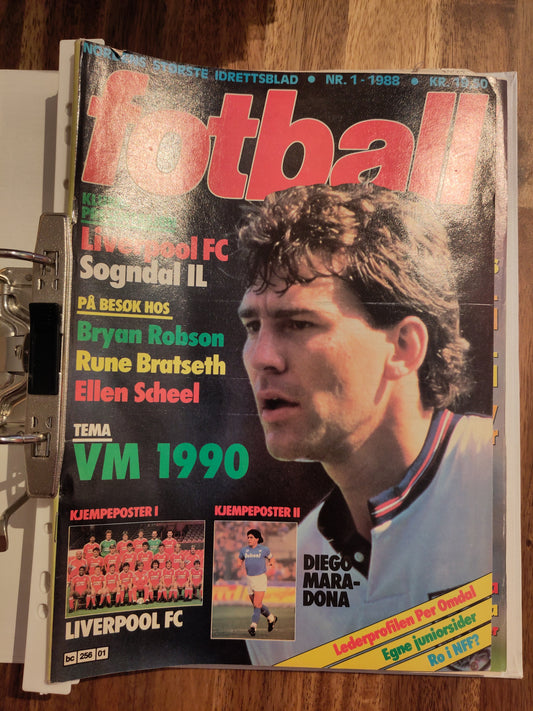 STØRSTE IDRETTSBLAD • NR. 1 - 1988 • KR.
fotball
Liverpool FC
Sogndal IL
PÅ BESØK HOS
Bryan Robson
Rune Bratseth
Ellen Scheel
TEMA
VM 1990
KJEMPEPOSTER I
LIVERPOOL FC
KJEMPEPOSTER II
Buitoni
DIEGO
MARA-
DONA
Lederprofilen Per Omdal
Egne juniorsider
Ro i NFF?
bc 256 01